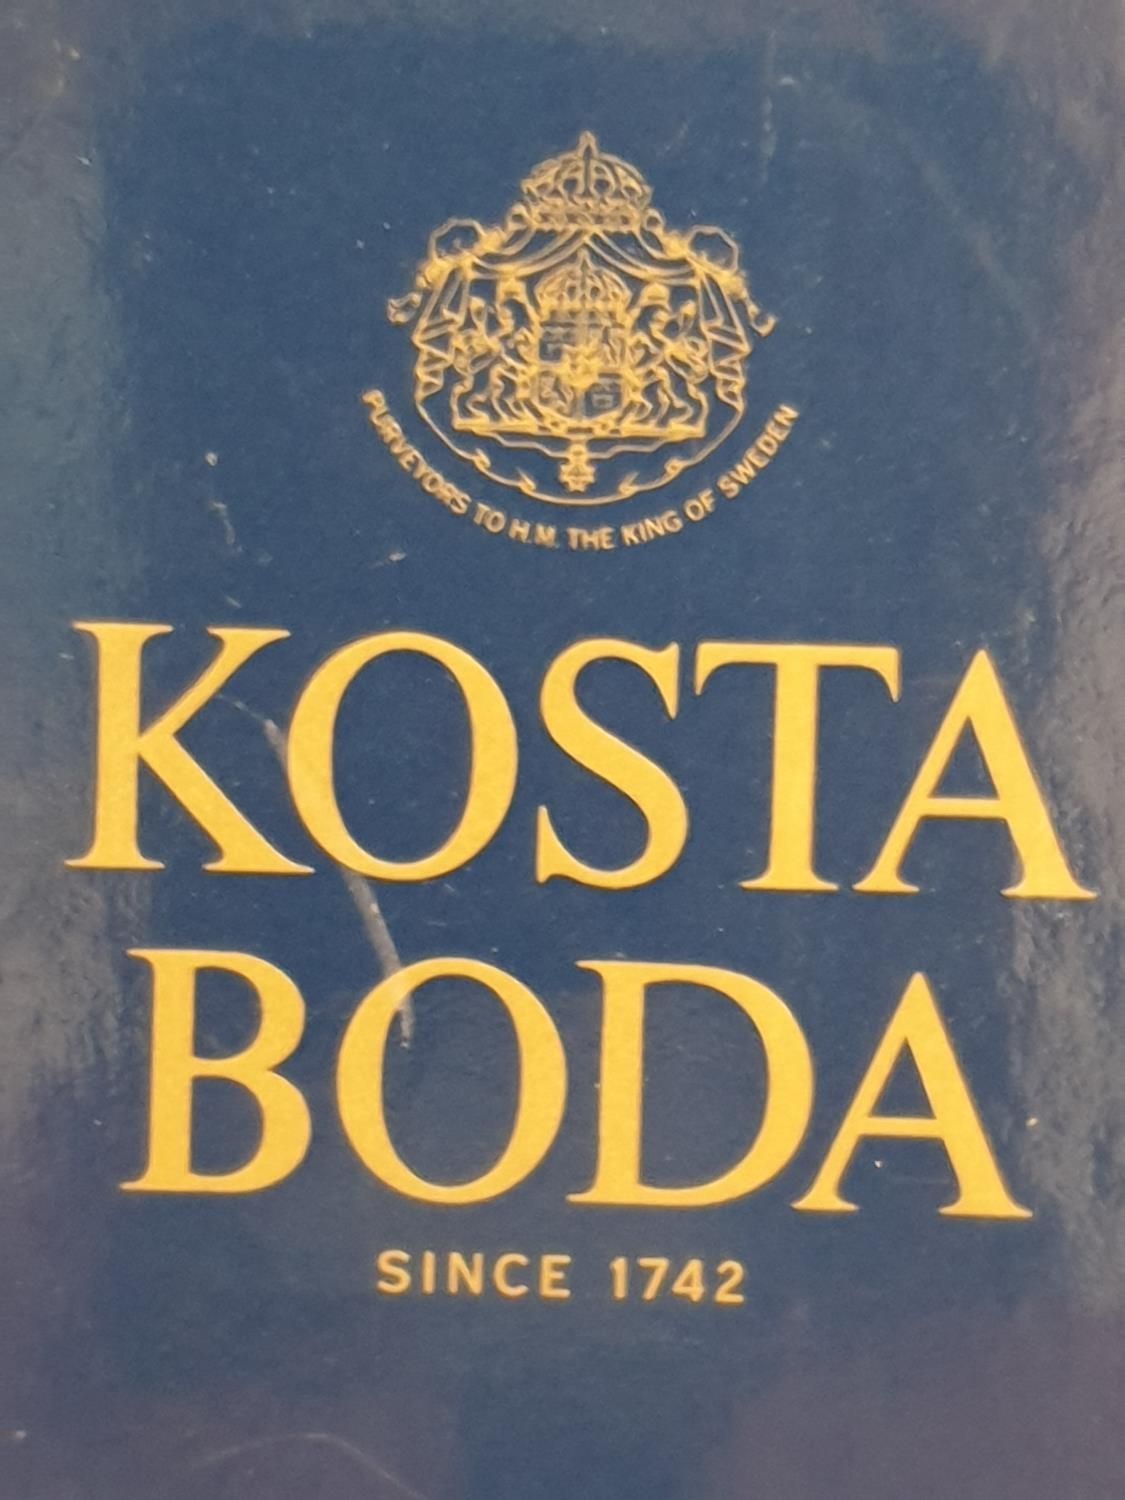 PURVEYORS TO H.M. THE KING OF SWEDEN
KOSTA
BODA
SINCE 1742